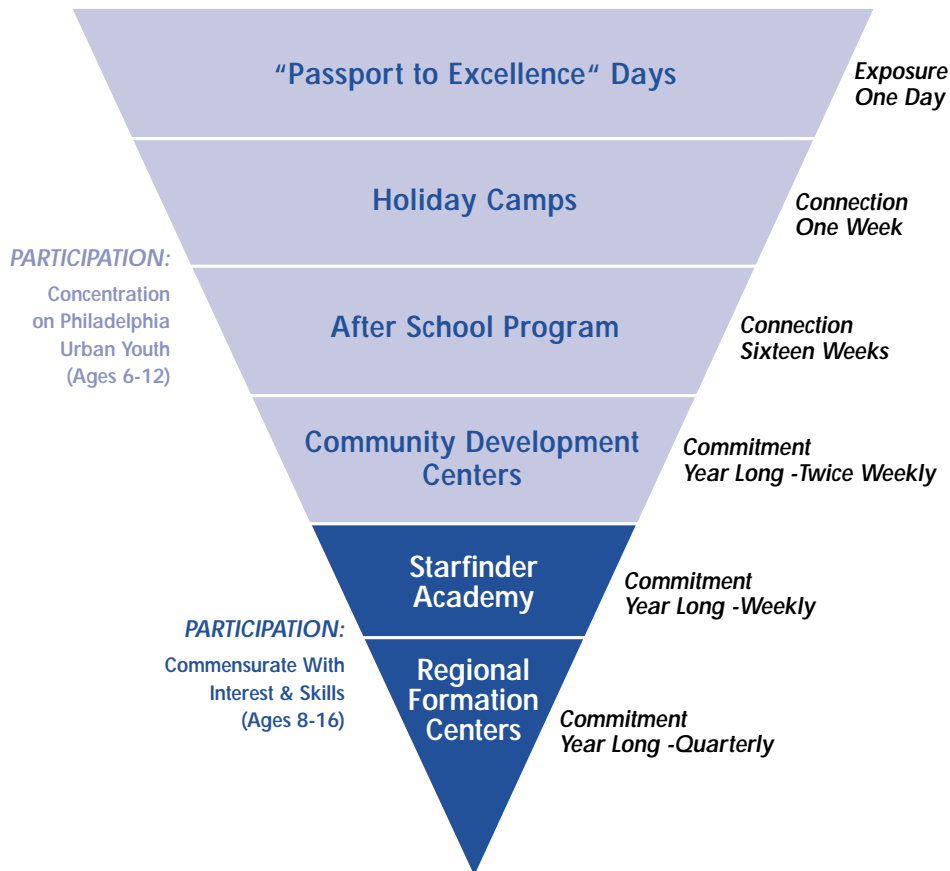 “Passport to Excellence“ Days
Exposure
One Day
Holiday Camps
Connection
One Week
PARTICIPATION:
Concentration
on Philadelphia
Urban Youth
(Ages 6-12)
After School Program
Connection
Sixteen Weeks
Community Development
Centers
Commitment
Year Long -Twice Weekly
Starfinder
Academy
Commitment
Year Long -Weekly
PARTICIPATION:
Commensurate With
Interest & Skills
(Ages 8-16)
Regional
Formation
Centers
Commitment
Year Long -Quarterly